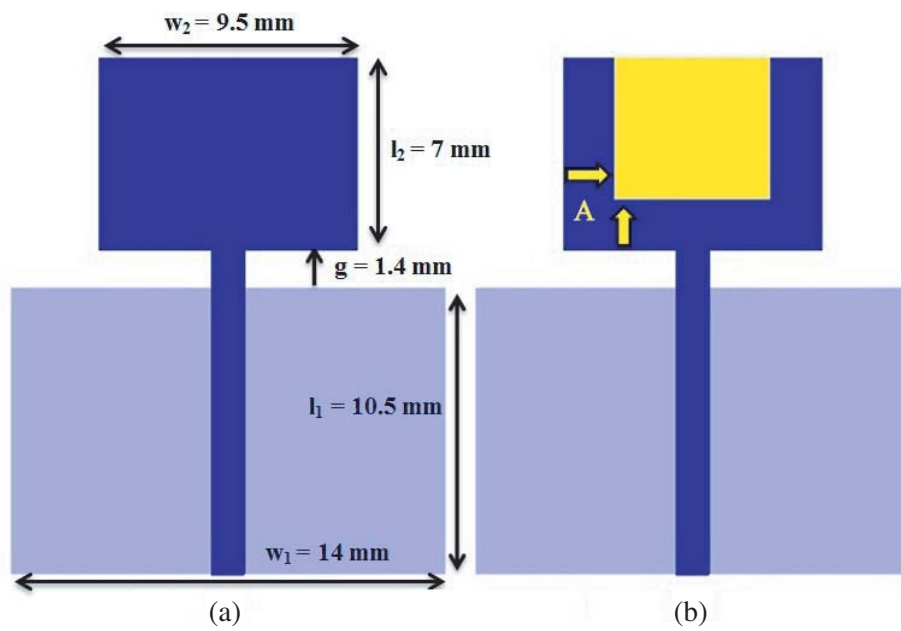 w₂ = 9.5 mm
l₂ = 7 mm
A
g = 1.4 mm
l₁ = 10.5 mm
w₁ = 14 mm
(a)
(b)